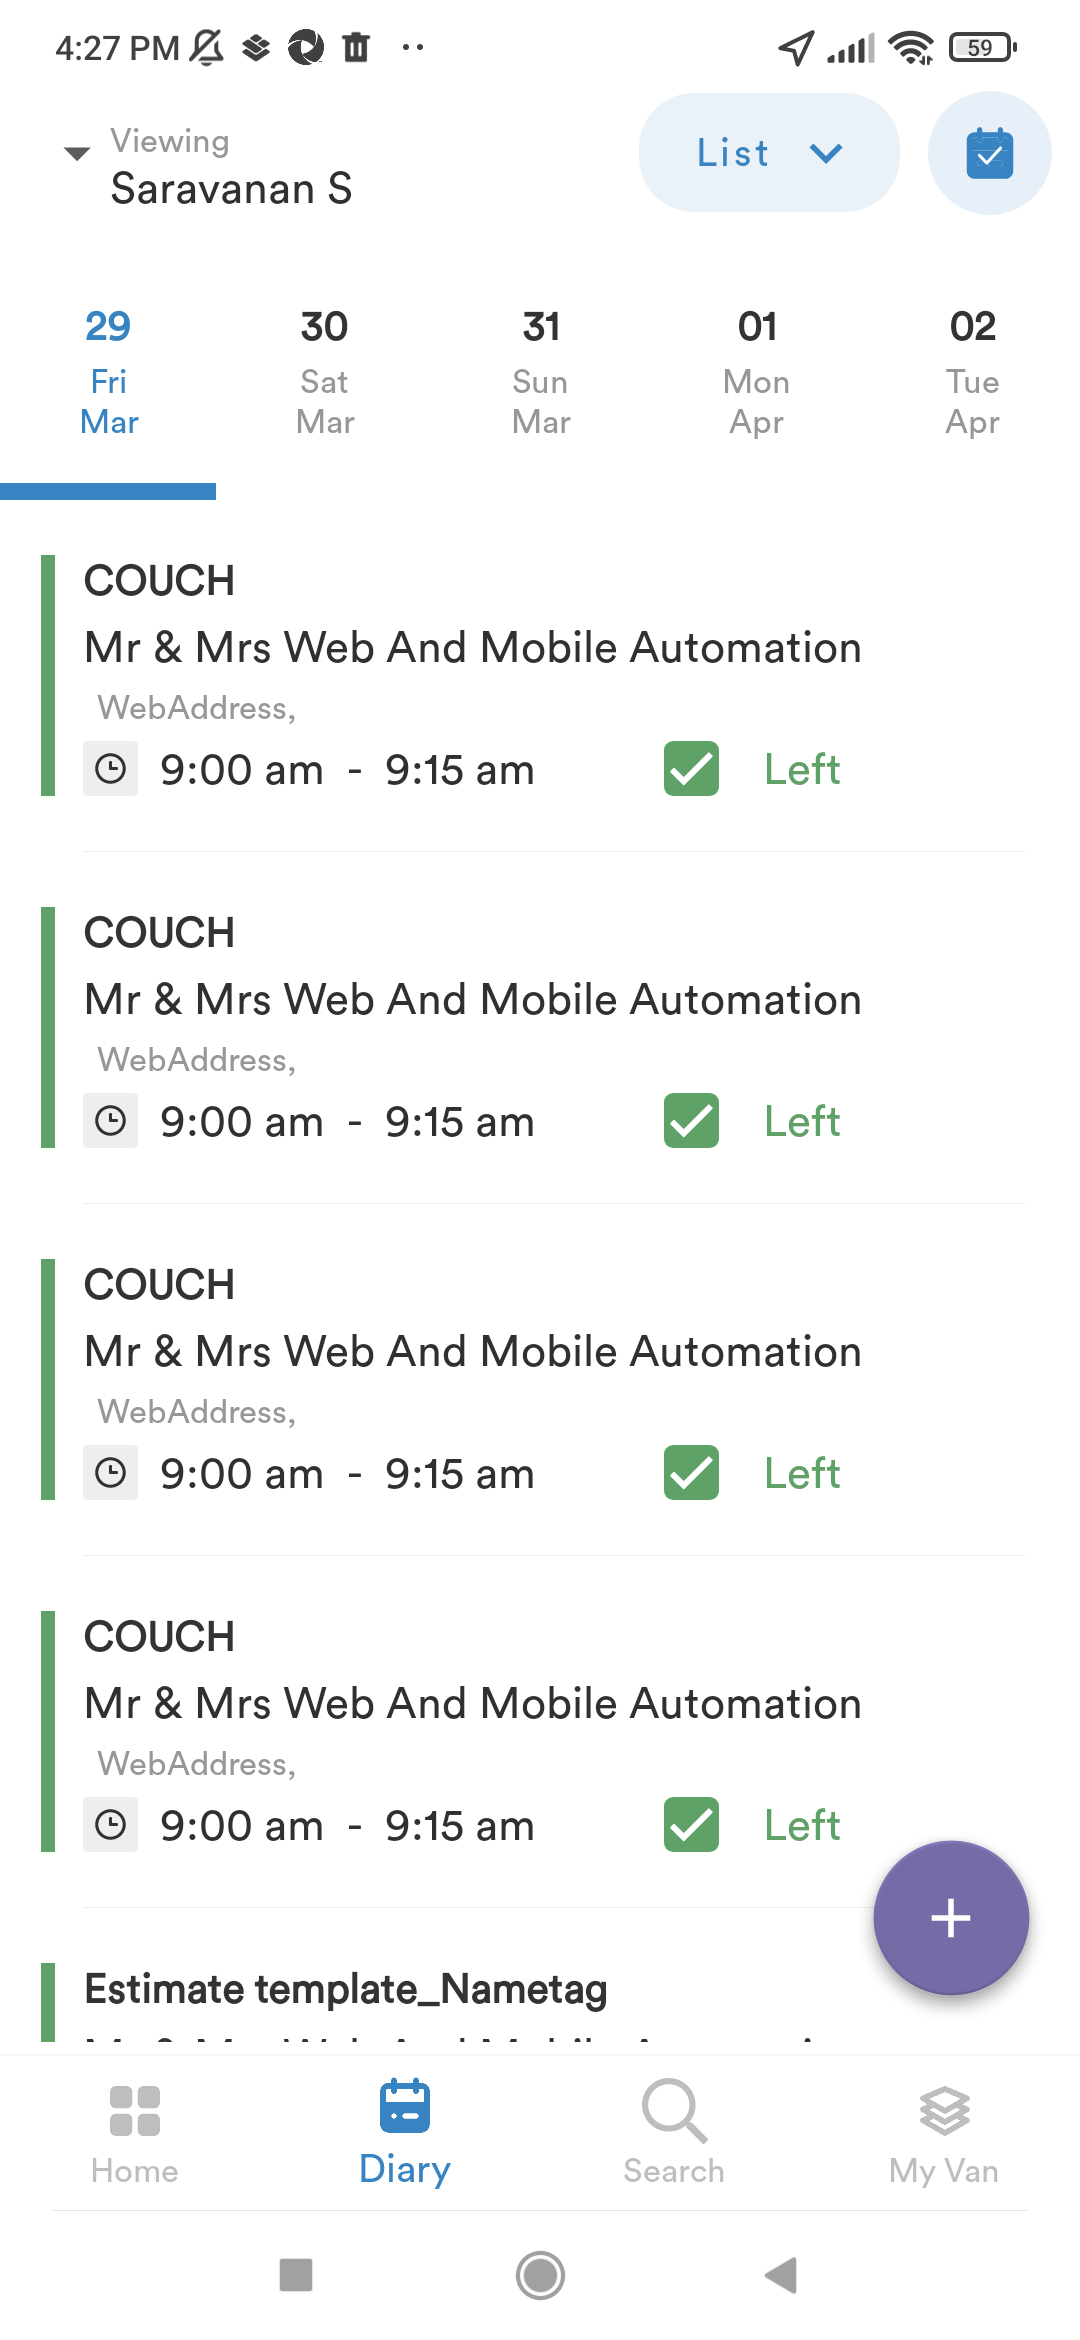 4:27 PM
59
Viewing
Saravanan S
List
29 30 31 01 02
Fri Sat Sun Mon Tue
Mar Mar Mar Apr Apr
COUCH
Mr & Mrs Web And Mobile Automation
WebAddress,
9:00 am - 9:15 am Left
COUCH
Mr & Mrs Web And Mobile Automation
WebAddress,
9:00 am - 9:15 am Left
COUCH
Mr & Mrs Web And Mobile Automation
WebAddress,
9:00 am - 9:15 am Left
COUCH
Mr & Mrs Web And Mobile Automation
WebAddress,
9:00 am - 9:15 am Left
Estimate template_Nametag
Home Diary Search My Van